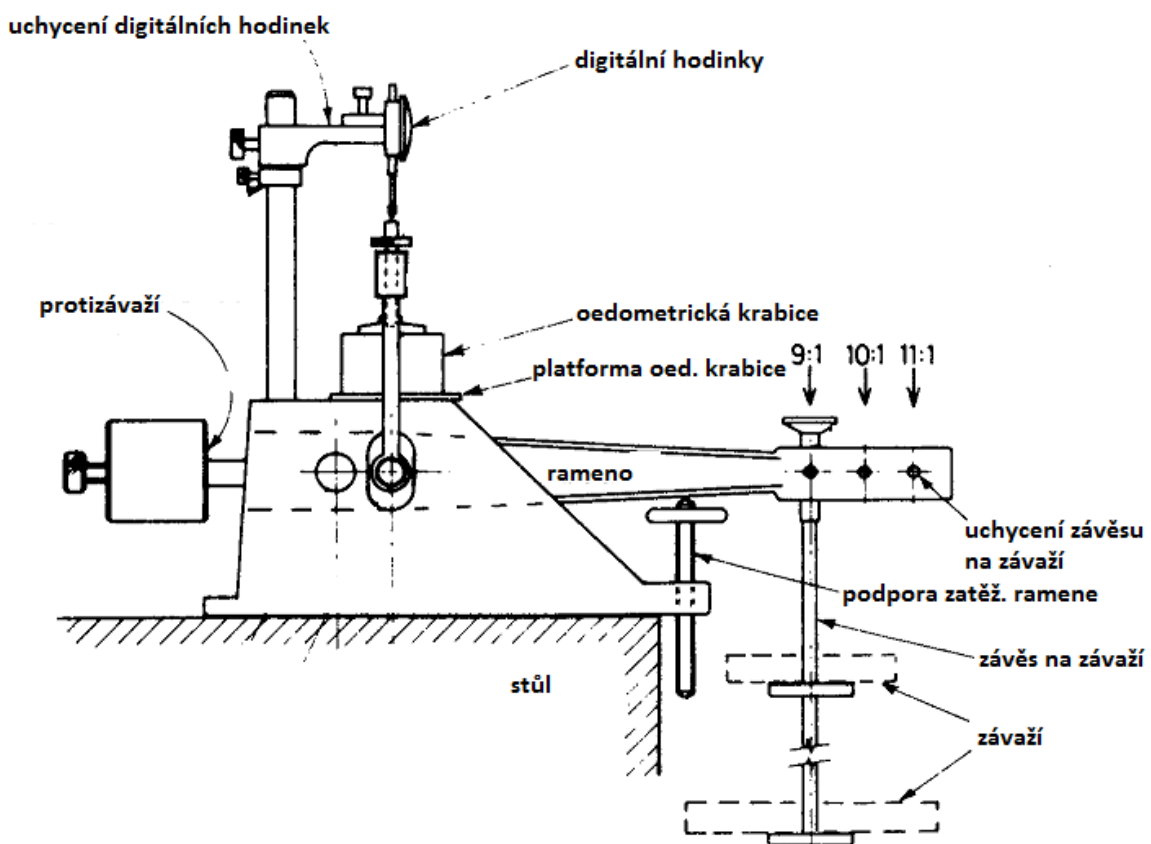 uchycení digitálních hodinek
digitální hodinky
protizávaží
oedometrická krabice
platforma oed. krabice
9:1 10:1 11:1
rameno
uchycení závěsu
na závaží
podpora zatěž. ramene
závěs na závaží
stůl
závaží